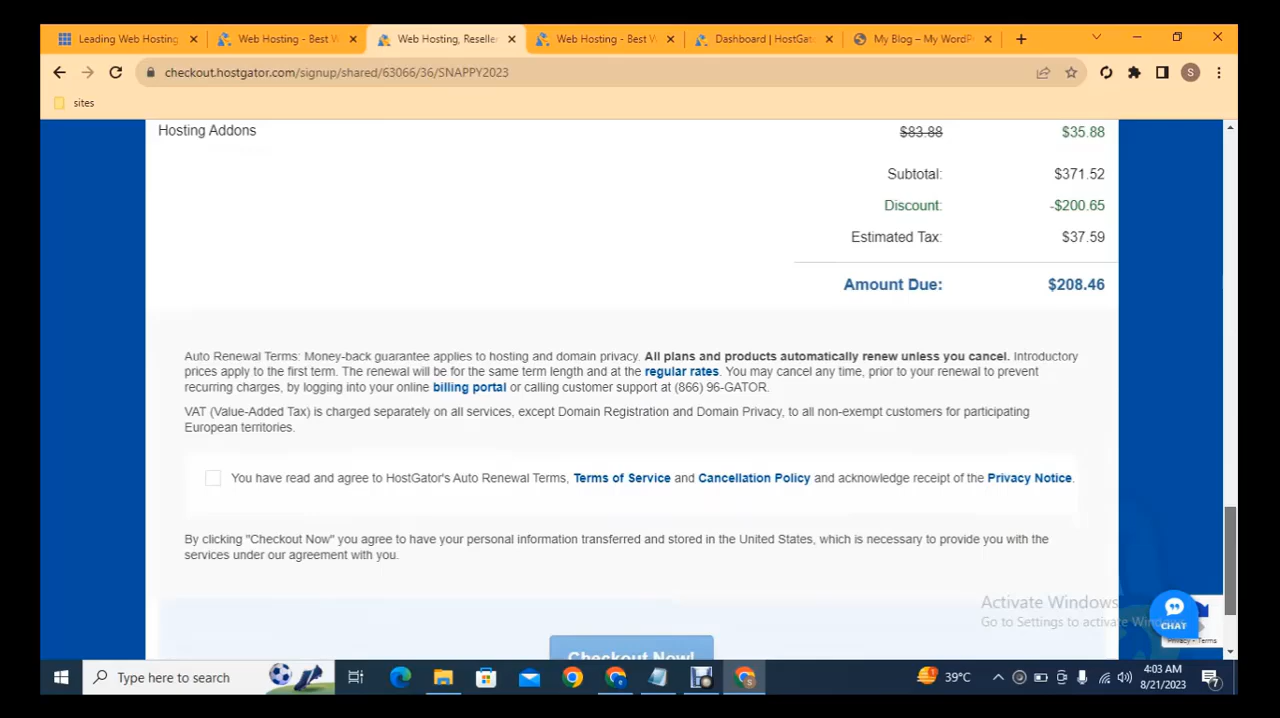 Leading Web Hosting
Web Hosting - Best W
Web Hosting, Reselle
Web Hosting - Best W
Dashboard | HostGat
My Blog – My WordP
checkout.hostgator.com/signup/shared/63066/36/SNAPPY2023
S
sites
Hosting Addons $83.88 $35.88
Subtotal: $371.52
Discount: -$200.65
Estimated Tax: $37.59
Amount Due: $208.46
Auto Renewal Terms: Money-back guarantee applies to hosting and domain privacy. All plans and products automatically renew unless you cancel. Introductory
prices apply to the first term. The renewal will be for the same term length and at the regular rates. You may cancel any time, prior to your renewal to prevent
recurring charges, by logging into your online billing portal or calling customer support at (866) 96-GATOR.
VAT (Value-Added Tax) is charged separately on all services, except Domain Registration and Domain Privacy, to all non-exempt customers for participating
European territories.
You have read and agree to HostGator's Auto Renewal Terms, Terms of Service and Cancellation Policy and acknowledge receipt of the Privacy Notice.
By clicking "Checkout Now" you agree to have your personal information transferred and stored in the United States, which is necessary to provide you with the
services under our agreement with you.
Activate Windows
Go to Settings to activate Win
CHAT
Privacy - Terms
Checkout Now!
Type here to search
39°C
4:03 AM
8/21/2023
7